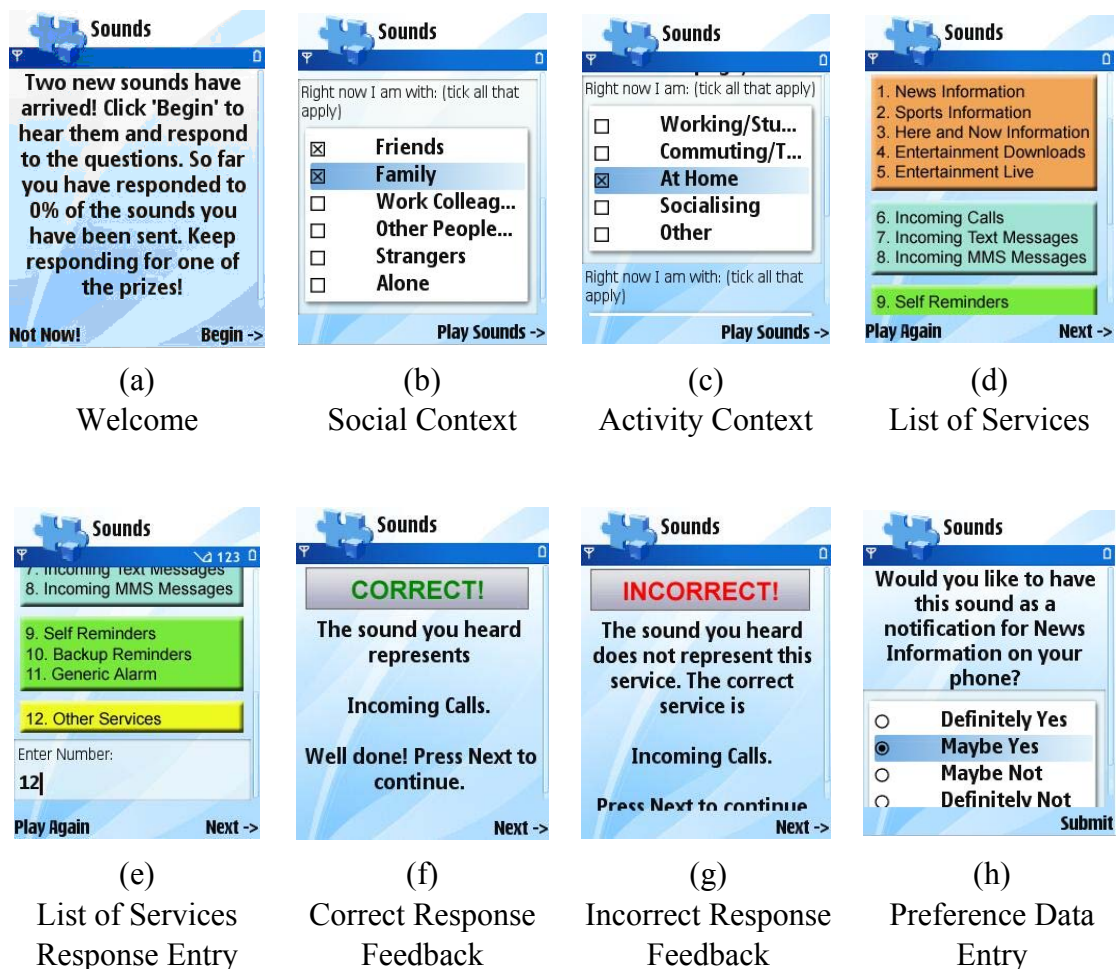 Sounds
Two new sounds have
arrived! Click 'Begin' to
hear them and respond
to the questions. So far
you have responded to
0% of the sounds you
have been sent. Keep
responding for one of
the prizes!
Not Now!
Begin ->
(a)
Welcome
Sounds
Right now I am with: (tick all that
apply)
Friends
Family
Work Colleag...
Other People...
Strangers
Alone
Play Sounds ->
(b)
Social Context
Sounds
Right now I am: (tick all that apply)
Working/Stu...
Commuting/T...
At Home
Socialising
Other
Right now I am with: (tick all that
apply)
Play Sounds ->
(c)
Activity Context
Sounds
1. News Information
2. Sports Information
3. Here and Now Information
4. Entertainment Downloads
5. Entertainment Live
6. Incoming Calls
7. Incoming Text Messages
8. Incoming MMS Messages
9. Self Reminders
Play Again
Next ->
(d)
List of Services
Sounds
123
7. Incoming Text Messages
8. Incoming MMS Messages
9. Self Reminders
10. Backup Reminders
11. Generic Alarm
12. Other Services
Enter Number:
12
Play Again
Next ->
(e)
List of Services
Response Entry
Sounds
CORRECT!
The sound you heard
represents
Incoming Calls.
Well done! Press Next to
continue.
Next ->
(f)
Correct Response
Feedback
Sounds
INCORRECT!
The sound you heard
does not represent this
service. The correct
service is
Incoming Calls.
Press Next to continue
Next ->
(g)
Incorrect Response
Feedback
Sounds
Would you like to have
this sound as a
notification for News
Information on your
phone?
Definitely Yes
Maybe Yes
Maybe Not
Definitely Not
Submit
(h)
Preference Data
Entry